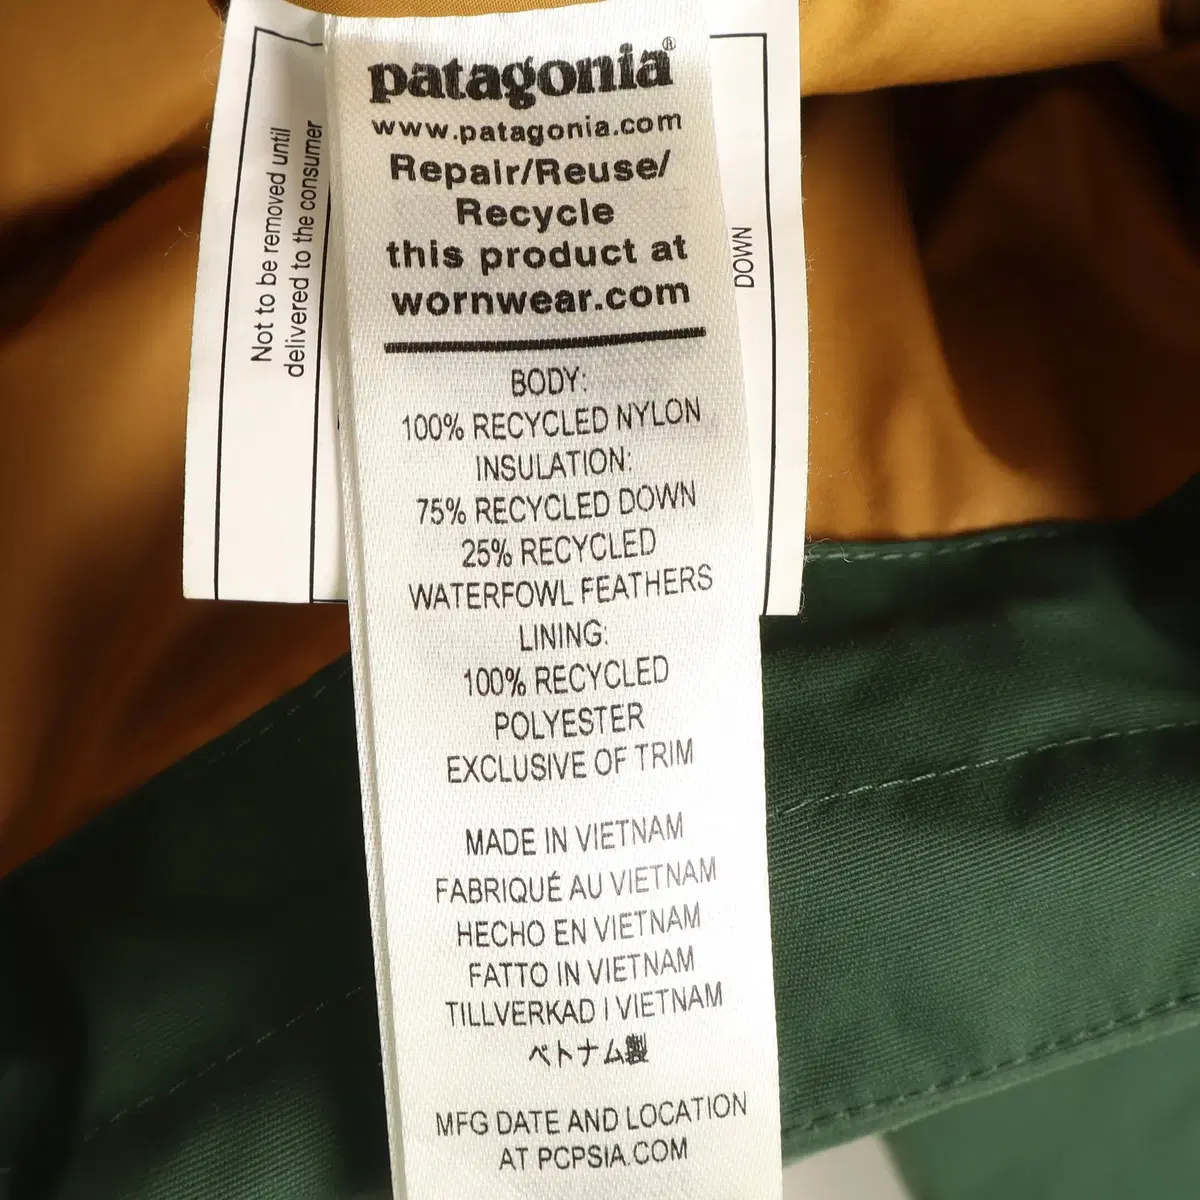 patagonia®
www.patagonia.com
Repair/Reuse/
Recycle
this product at
wornwear.com
BODY:
100% RECYCLED NYLON
INSULATION:
75% RECYCLED DOWN
25% RECYCLED
WATERFOWL FEATHERS
LINING:
100% RECYCLED
POLYESTER
EXCLUSIVE OF TRIM
MADE IN VIETNAM
FABRIQUÉ AU VIETNAM
HECHO EN VIETNAM
FATTO IN VIETNAM
TILLVERKAD I VIETNAM
ベトナム製
MFG DATE AND LOCATION
AT PCPSIA.COM
Not to be removed until
delivered to the consumer
DOWN